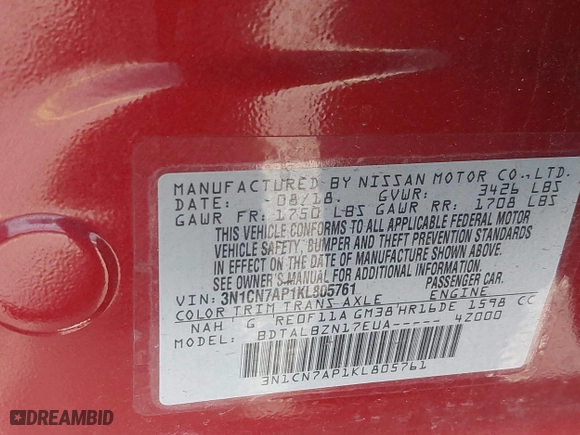 MANUFACTURED BY NISSAN MOTOR CO.,LTD.
DATE: 08/18. GVWR: 3426 LBS
GAWR FR: 1750 LBS GAWR RR: 1708 LBS
THIS VEHICLE CONFORMS TO ALL APPLICABLE FEDERAL MOTOR
VEHICLE SAFETY, BUMPER AND THEFT PREVENTION STANDARDS
IN EFFECT ON THE DATE OF MANUFACTURE SHOWN ABOVE.
SEE OWNER'S MANUAL FOR ADDITIONAL INFORMATION.
VIN: 3N1CN7AP1KL805761 PASSENGER CAR.
COLOR TRIM TRANS AXLE ENGINE
NAH G RE0F11A GM38 HR16DE 1598 CC
MODEL: BDTALBZN17EUA----- 4Z000
3N1CN7AP1KL805761
DREAMBID